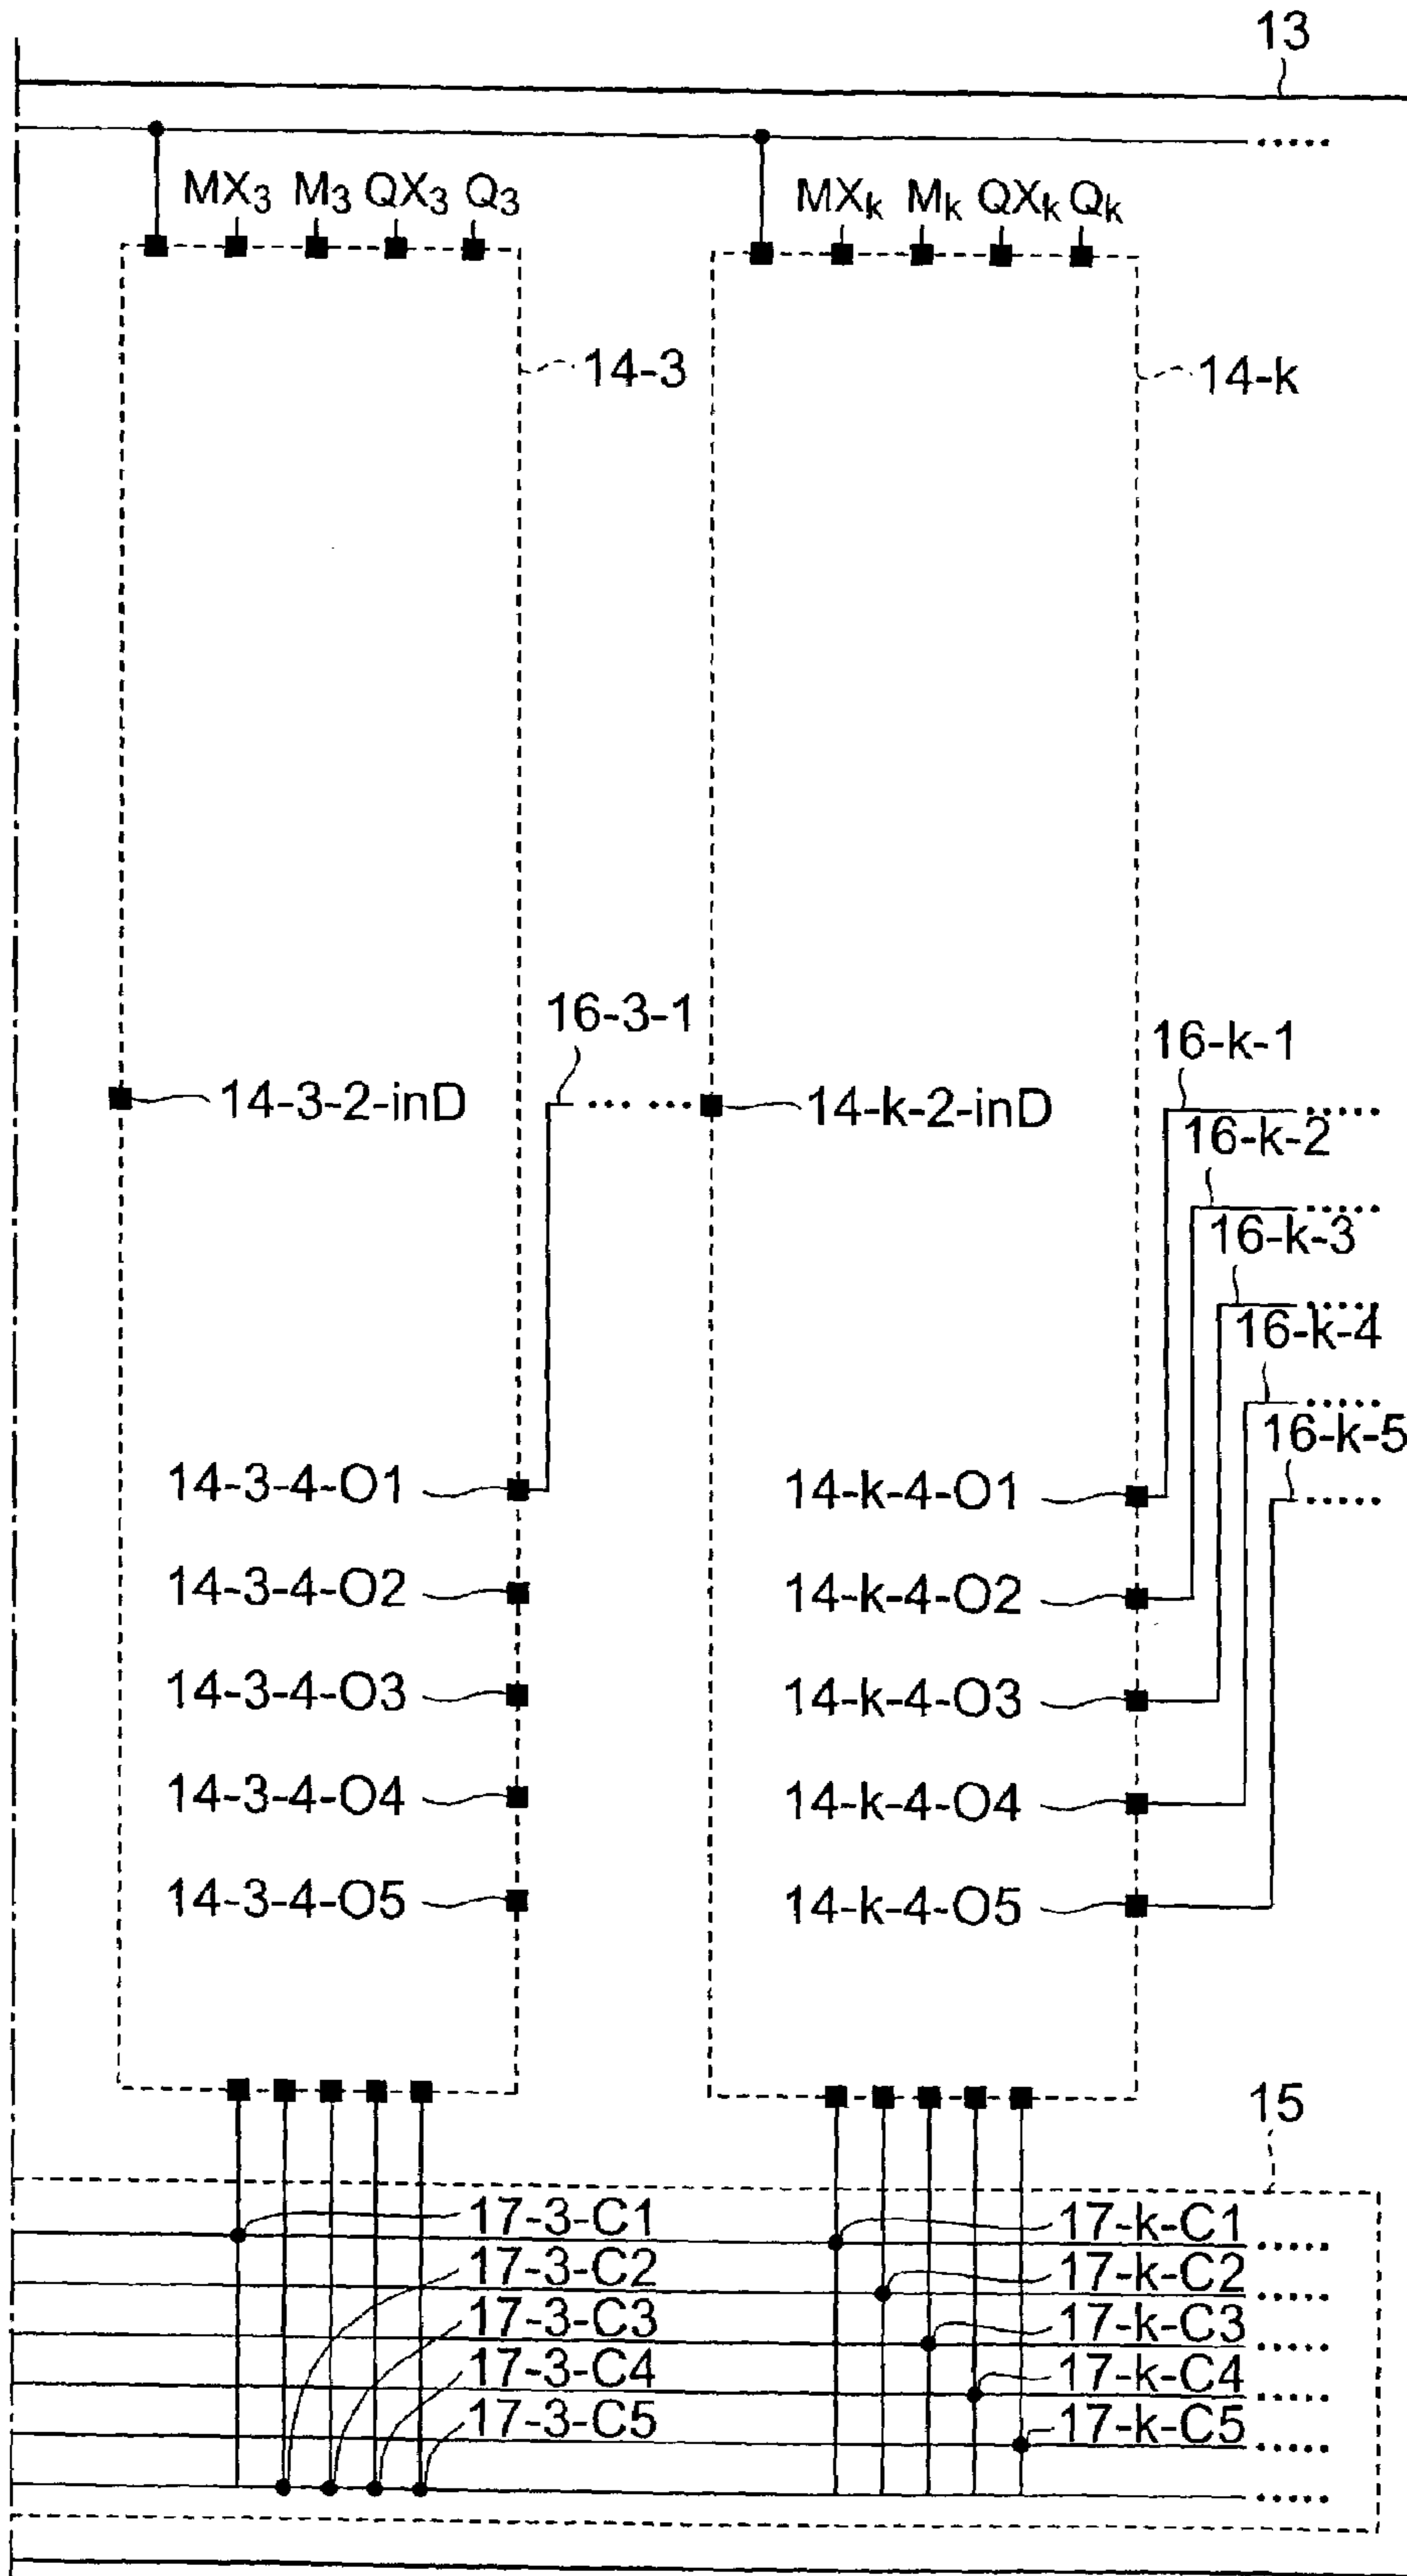 13
MX3 M3 QX3 Q3
MXk Mk QXk Qk
14-3
14-k
16-3-1
16-k-1
14-3-2-inD
14-k-2-inD
16-k-2
16-k-3
16-k-4
16-k-5
14-3-4-O1
14-k-4-O1
14-3-4-O2
14-k-4-O2
14-3-4-O3
14-k-4-O3
14-3-4-O4
14-k-4-O4
14-3-4-O5
14-k-4-O5
15
17-3-C1
17-k-C1
17-3-C2
17-k-C2
17-3-C3
17-k-C3
17-3-C4
17-k-C4
17-3-C5
17-k-C5